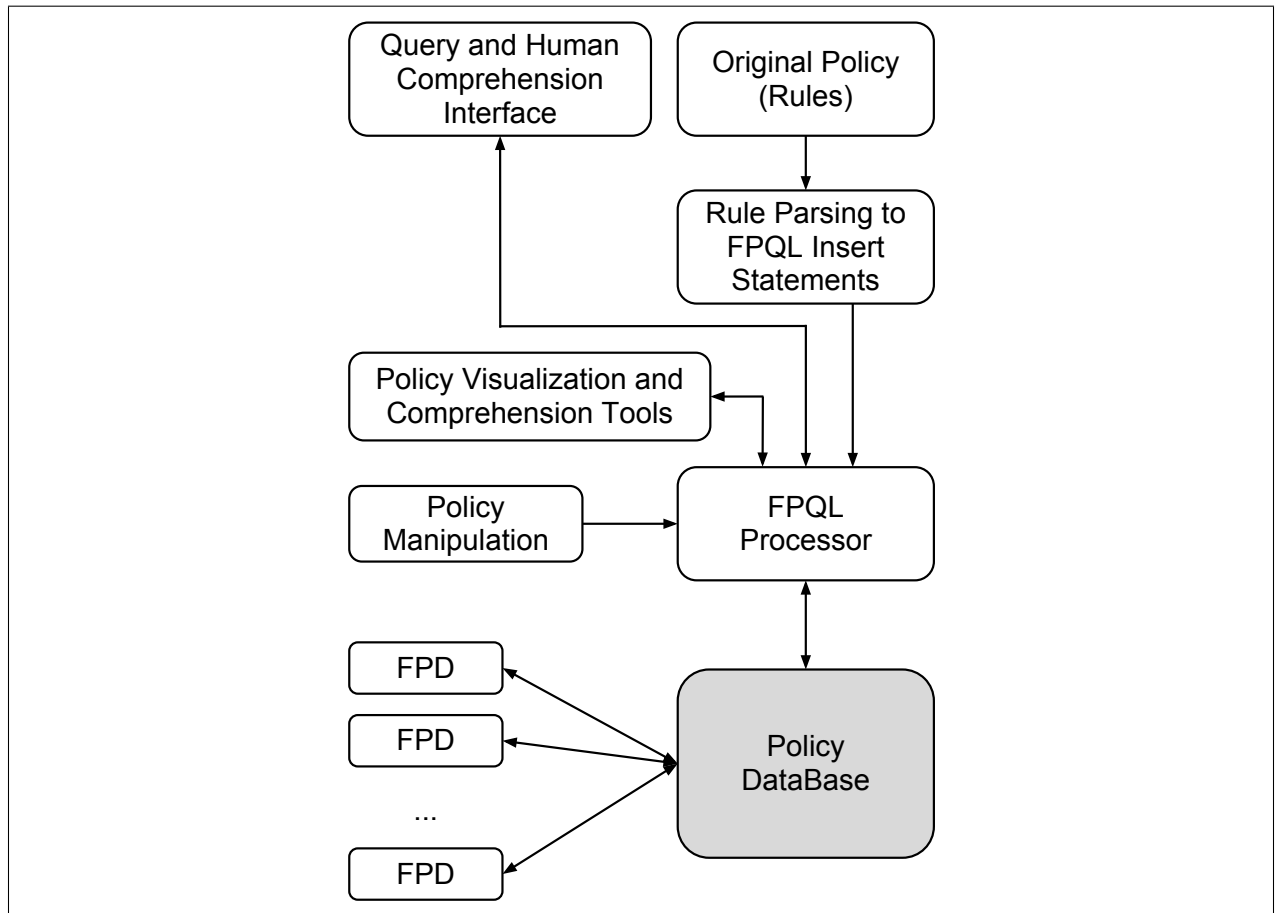 Query and Human
Comprehension
Interface
Original Policy
(Rules)
Rule Parsing to
FPQL Insert
Statements
Policy Visualization and
Comprehension Tools
Policy
Manipulation
FPQL
Processor
FPD
FPD
...
FPD
Policy
DataBase